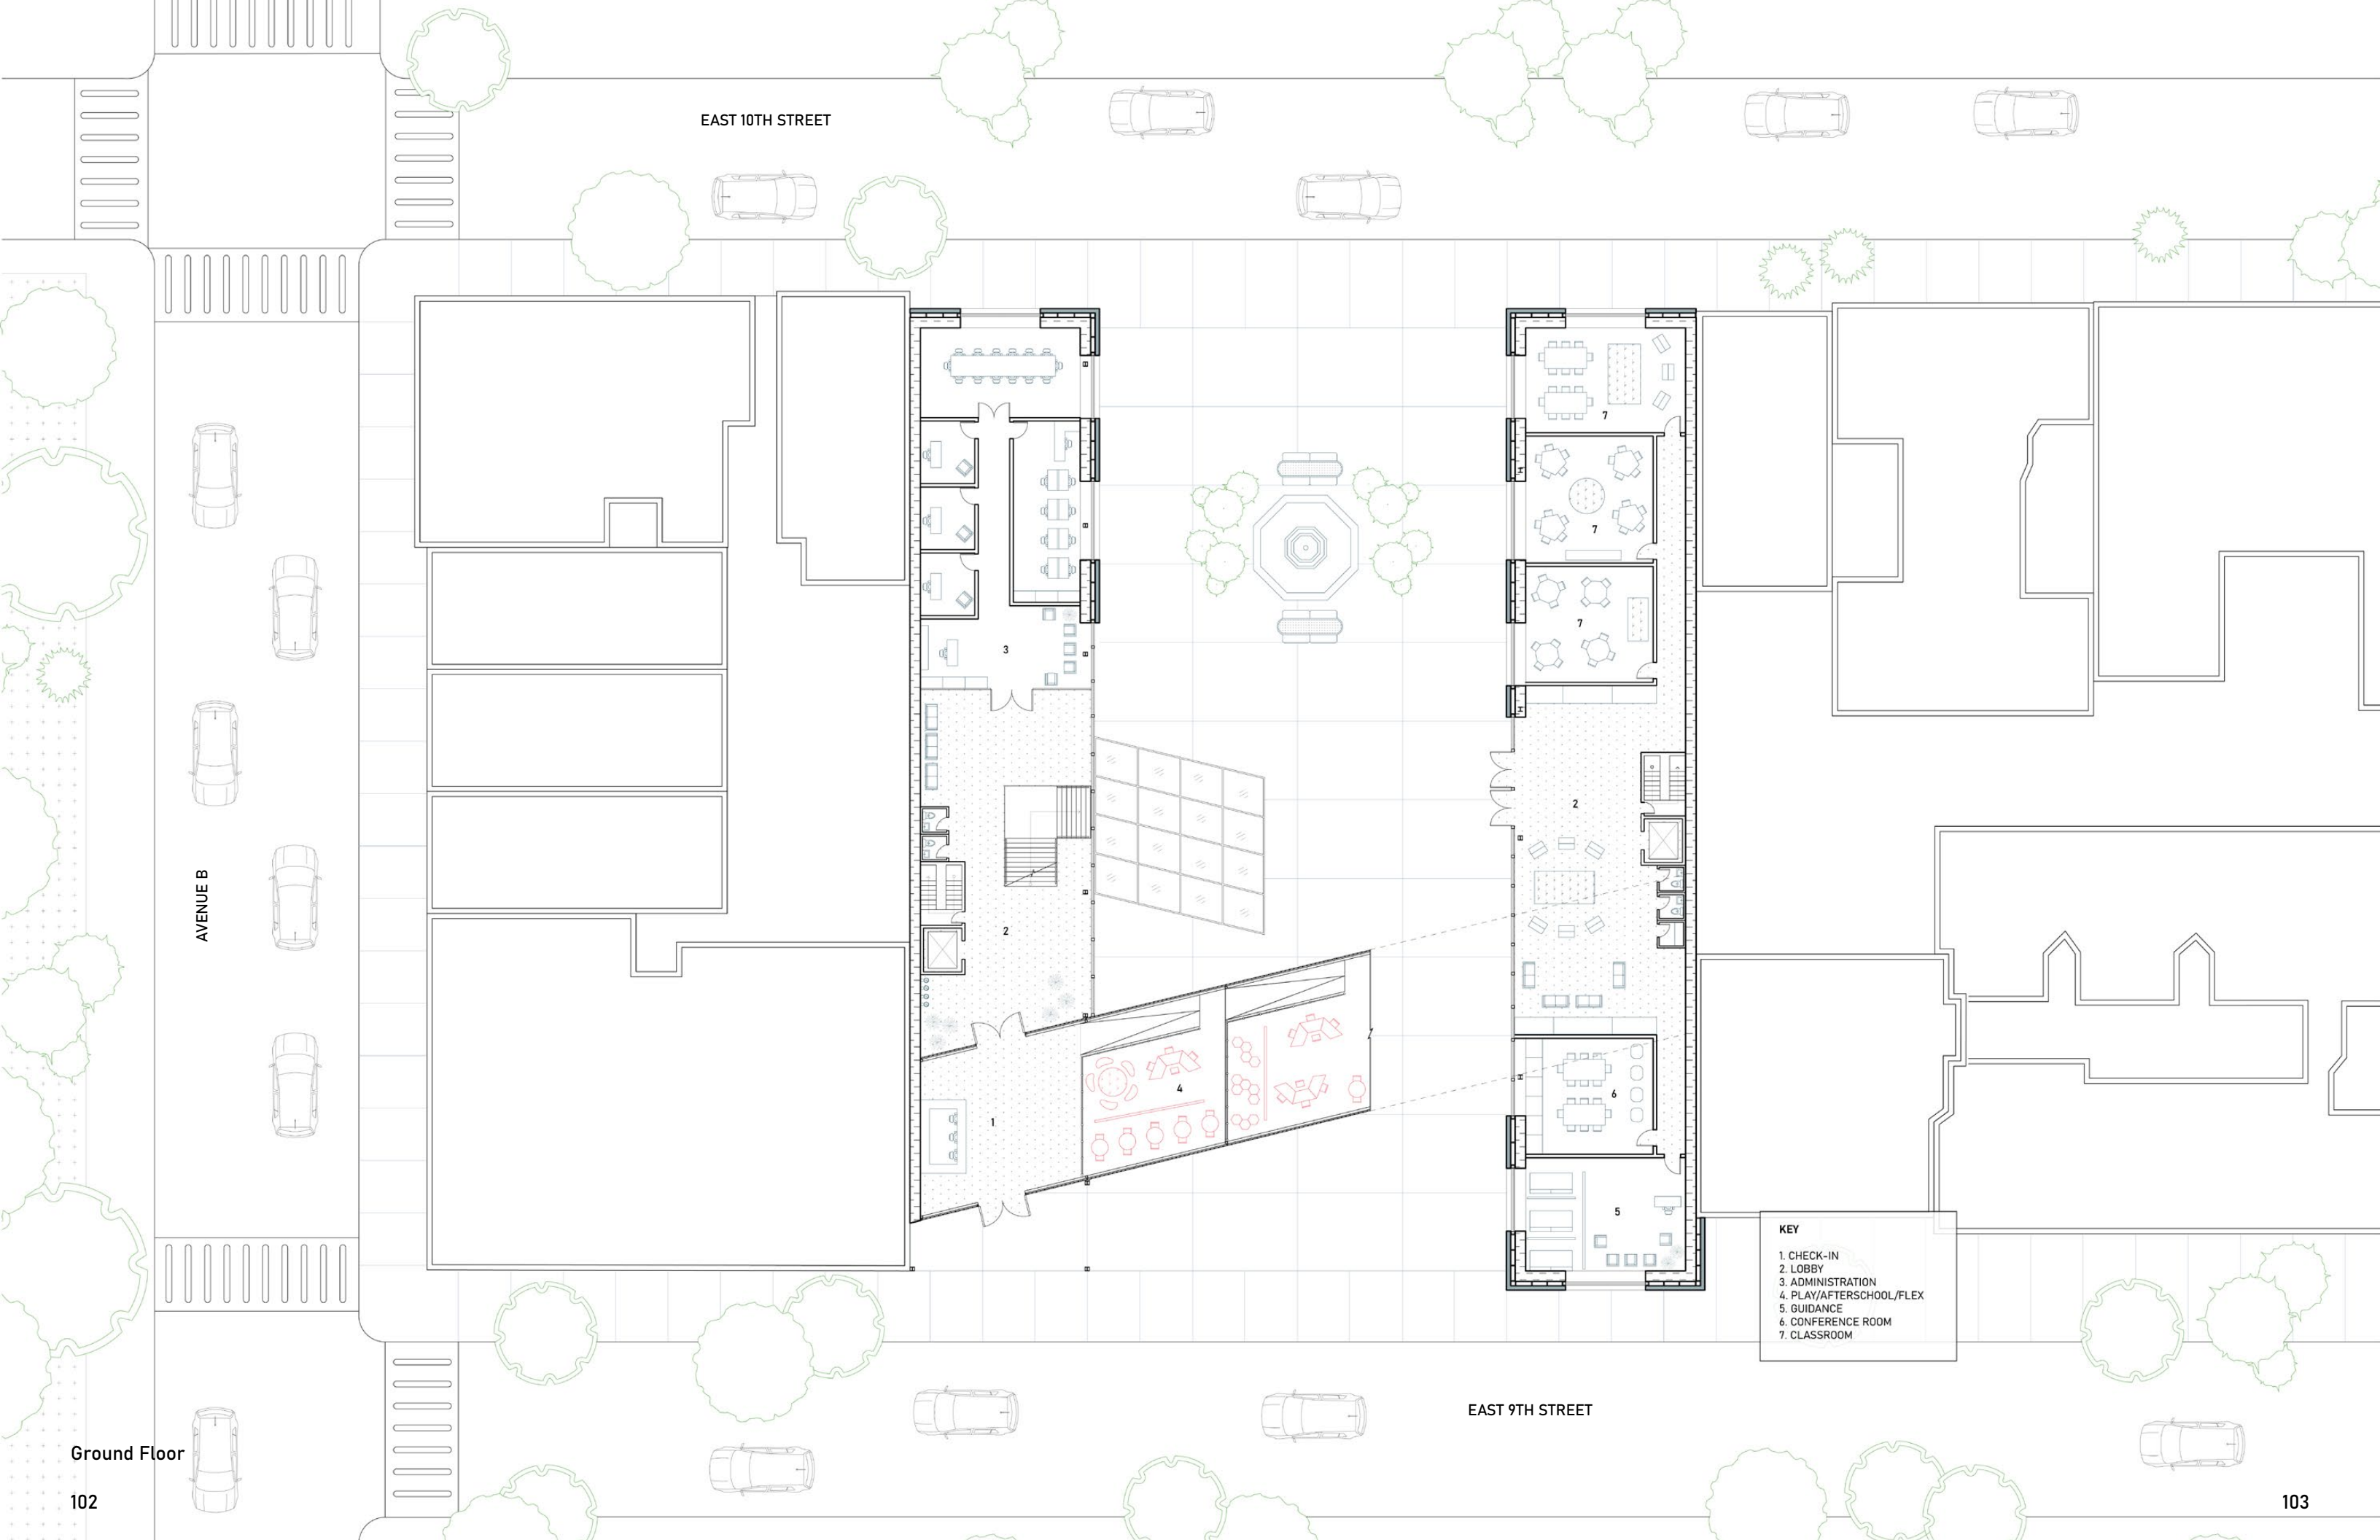 EAST 10TH STREET
7
7
7
3
2
2
AVENUE B
4
6
1
5
KEY
1. CHECK-IN
2. LOBBY
3. ADMINISTRATION
4. PLAY/AFTERSCHOOL/FLEX
5. GUIDANCE
6. CONFERENCE ROOM
7. CLASSROOM
EAST 9TH STREET
Ground Floor
102
103